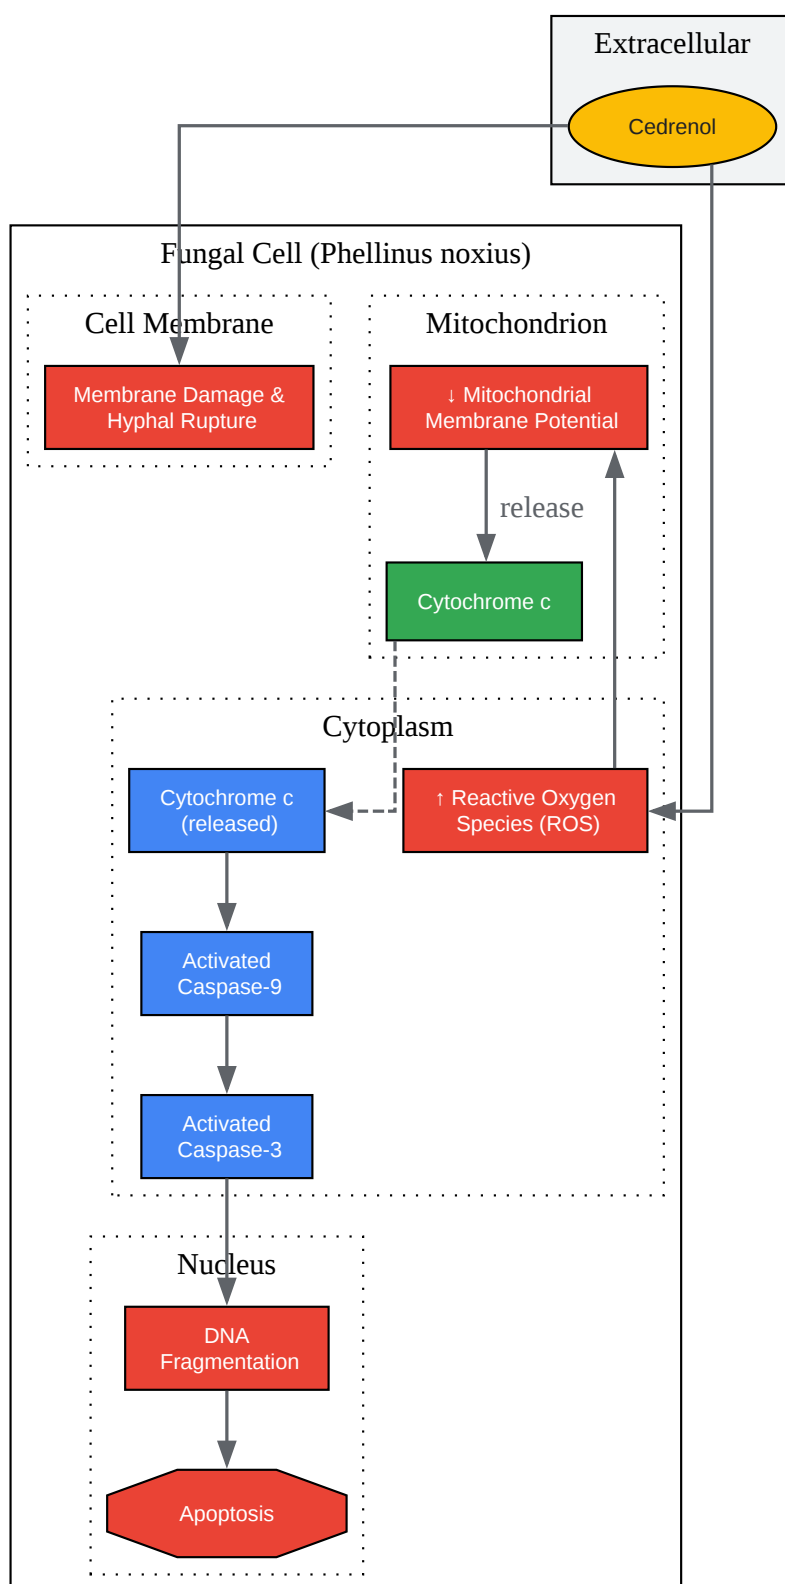 Extracellular
Cedrenol
Fungal Cell (Phellinus noxius)
Cell Membrane
Mitochondrion
Membrane Damage &
Hyphal Rupture
↓ Mitochondrial
Membrane Potential
release
Cytochrome c
Cytoplasm
Cytochrome c
(released)
↑ Reactive Oxygen
Species (ROS)
Activated
Caspase-9
Activated
Caspase-3
Nucleus
DNA
Fragmentation
Apoptosis